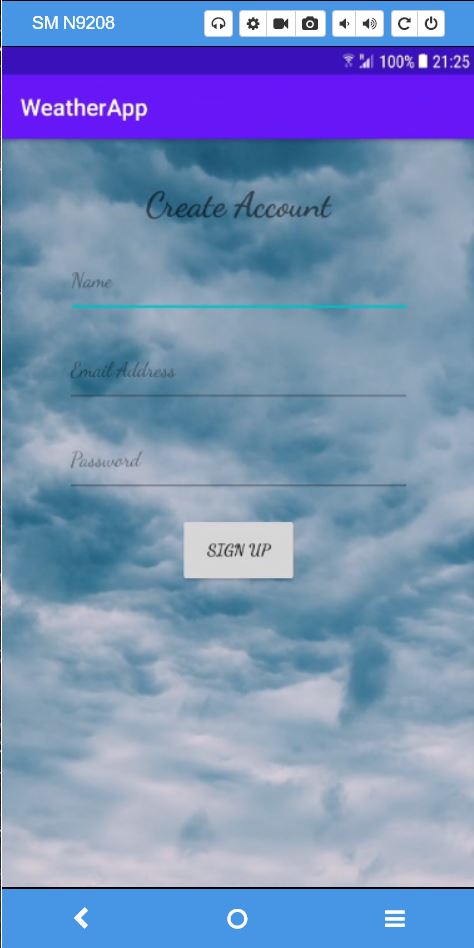 SM N9208
100% 21:25
WeatherApp
Create Account
Name
Email Address
Password
SIGN UP